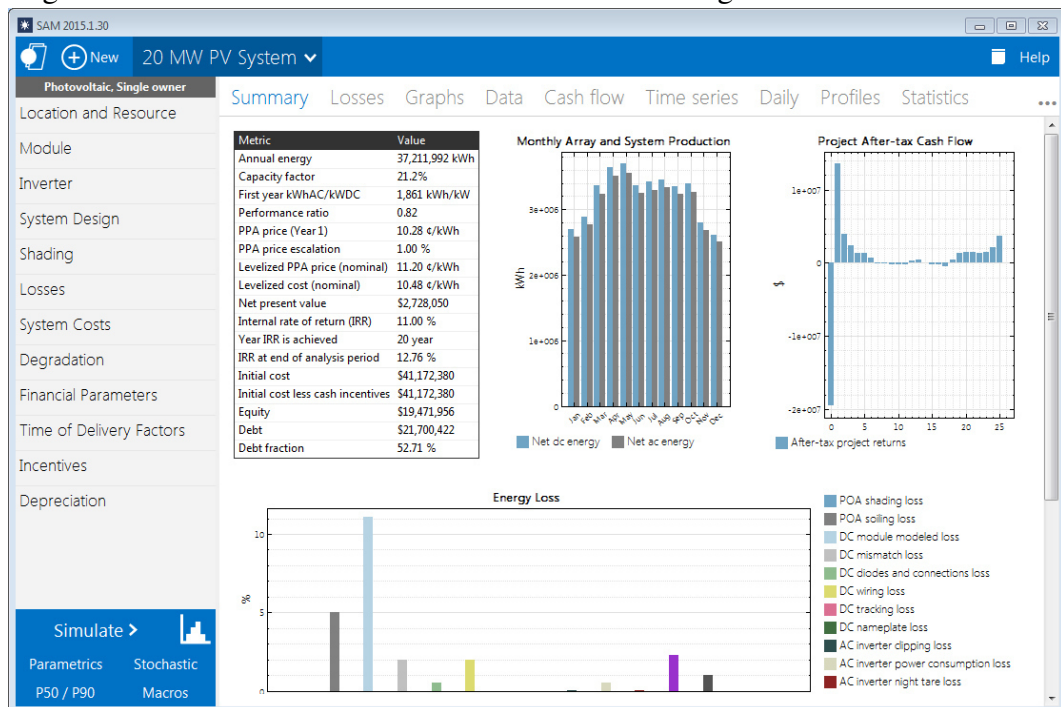 SAM 2015.1.30
New
20 MW PV System
Help
Photovoltaic, Single owner
Location and Resource
Module
Inverter
System Design
Shading
Losses
System Costs
Degradation
Financial Parameters
Time of Delivery Factors
Incentives
Depreciation
Simulate >
Parametrics Stochastic
P50 / P90 Macros
Summary Losses Graphs Data Cash flow Time series Daily Profiles Statistics ...
Metric Value
Annual energy 37,211,992 kWh
Capacity factor 21.2%
First year kWhAC/kWDC 1,861 kWh/kW
Performance ratio 0.82
PPA price (Year 1) 10.28 ¢/kWh
PPA price escalation 1.00 %
Levelized PPA price (nominal) 11.20 ¢/kWh
Levelized cost (nominal) 10.48 ¢/kWh
Net present value $2,728,050
Internal rate of return (IRR) 11.00 %
Year IRR is achieved 20 year
IRR at end of analysis period 12.76 %
Initial cost $41,172,380
Initial cost less cash incentives $41,172,380
Equity $19,471,956
Debt $21,700,422
Debt fraction 52.71 %
Monthly Array and System Production
kWh
3e+006
2e+006
1e+006
0
Jan Feb Mar Apr May Jun Jul Aug Sep Oct Nov Dec
Net dc energy Net ac energy
Project After-tax Cash Flow
$
1e+007
0
-1e+007
-2e+007
0 5 10 15 20 25
After-tax project returns
Energy Loss
%
10
5
0
POA shading loss
POA soiling loss
DC module modeled loss
DC mismatch loss
DC diodes and connections loss
DC wiring loss
DC tracking loss
DC nameplate loss
AC inverter clipping loss
AC inverter power consumption loss
AC inverter night tare loss